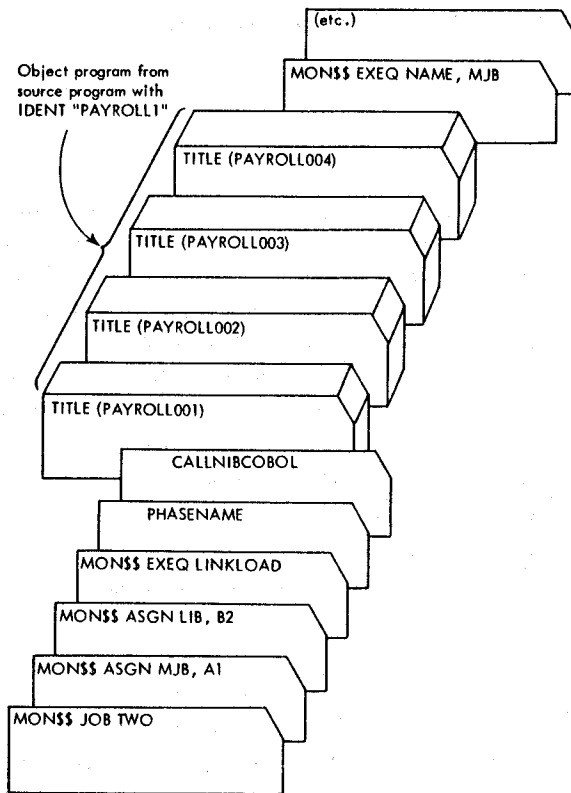 (etc.)
MON$$ EXEQ NAME, MJB
Object program from
source program with
IDENT "PAYROLL1"
TITLE (PAYROLL004)
TITLE (PAYROLL003)
TITLE (PAYROLL002)
TITLE (PAYROLL001)
CALLNIBCOBOL
PHASENAME
MON$$ EXEQ LINKLOAD
MON$$ ASGN LIB, B2
MON$$ ASGN MJB, A1
MON$$ JOB TWO